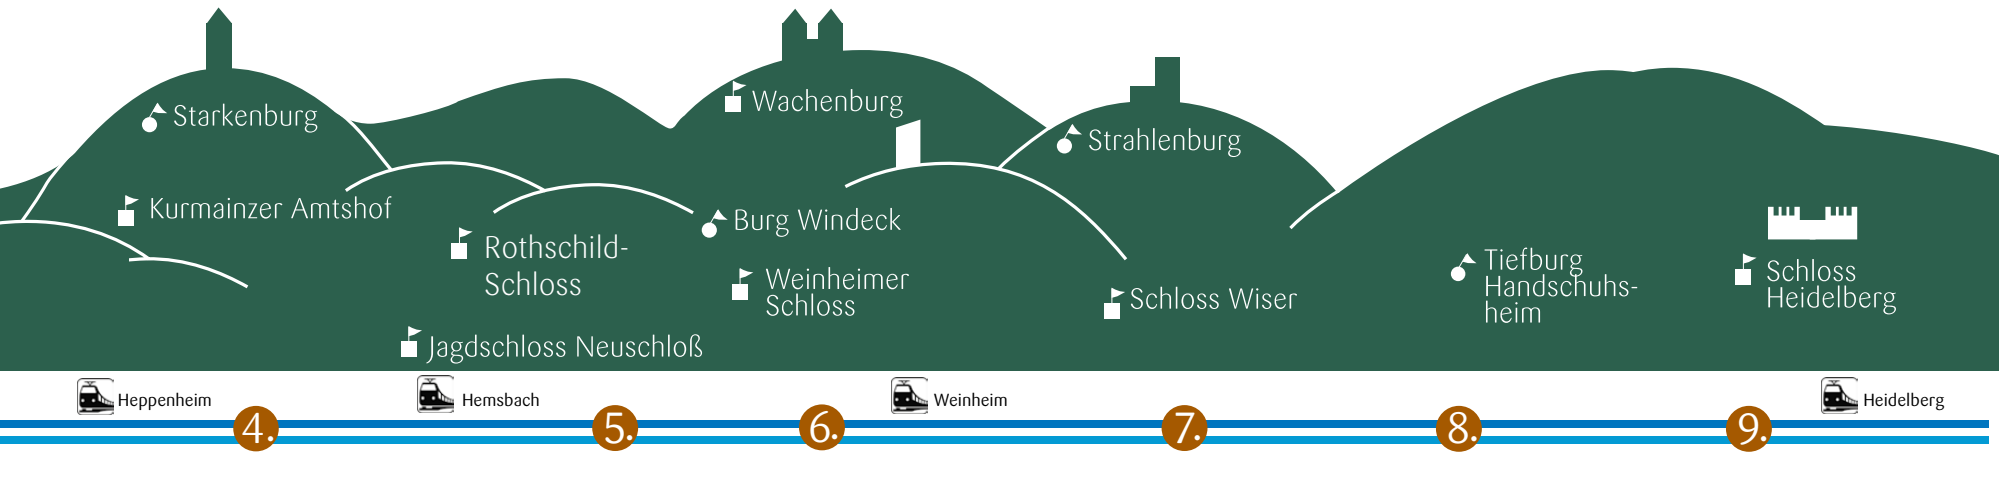 Starkenburg
Wachenburg
Strahlenburg
Kurmainzer Amtshof
Burg Windeck
Rothschild-
Schloss
Weinheimer
Schloss
Schloss Wiser
Tiefburg
Handschuhs-
heim
Schloss
Heidelberg
Jagdschloss Neuschloß
Heppenheim
Hemsbach
Weinheim
Heidelberg
4.
5.
6.
7.
8.
9.